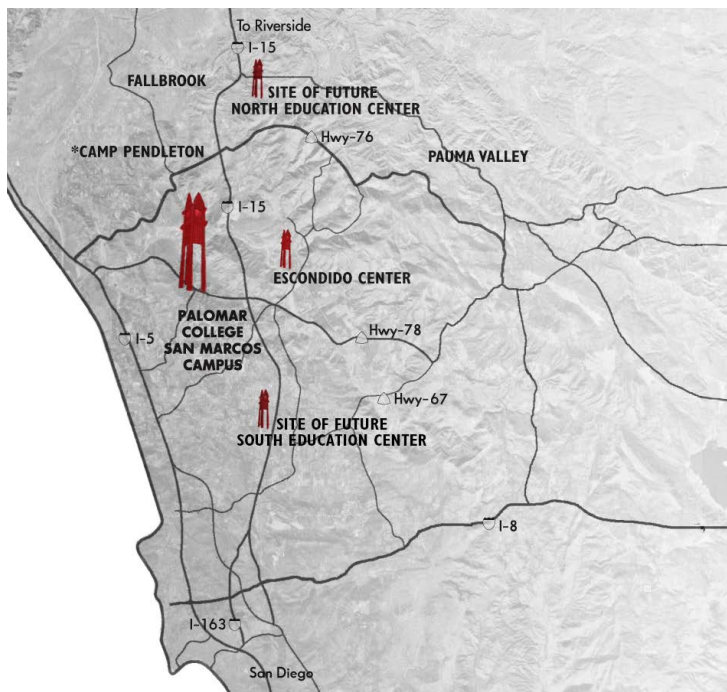 To Riverside
I-15
FALLBROOK
SITE OF FUTURE
NORTH EDUCATION CENTER
Hwy-76
*CAMP PENDLETON
PAUMA VALLEY
I-15
ESCONDIDO CENTER
PALOMAR
COLLEGE
SAN MARCOS
CAMPUS
I-5
Hwy-78
Hwy-67
SITE OF FUTURE
SOUTH EDUCATION CENTER
I-8
I-163
San Diego